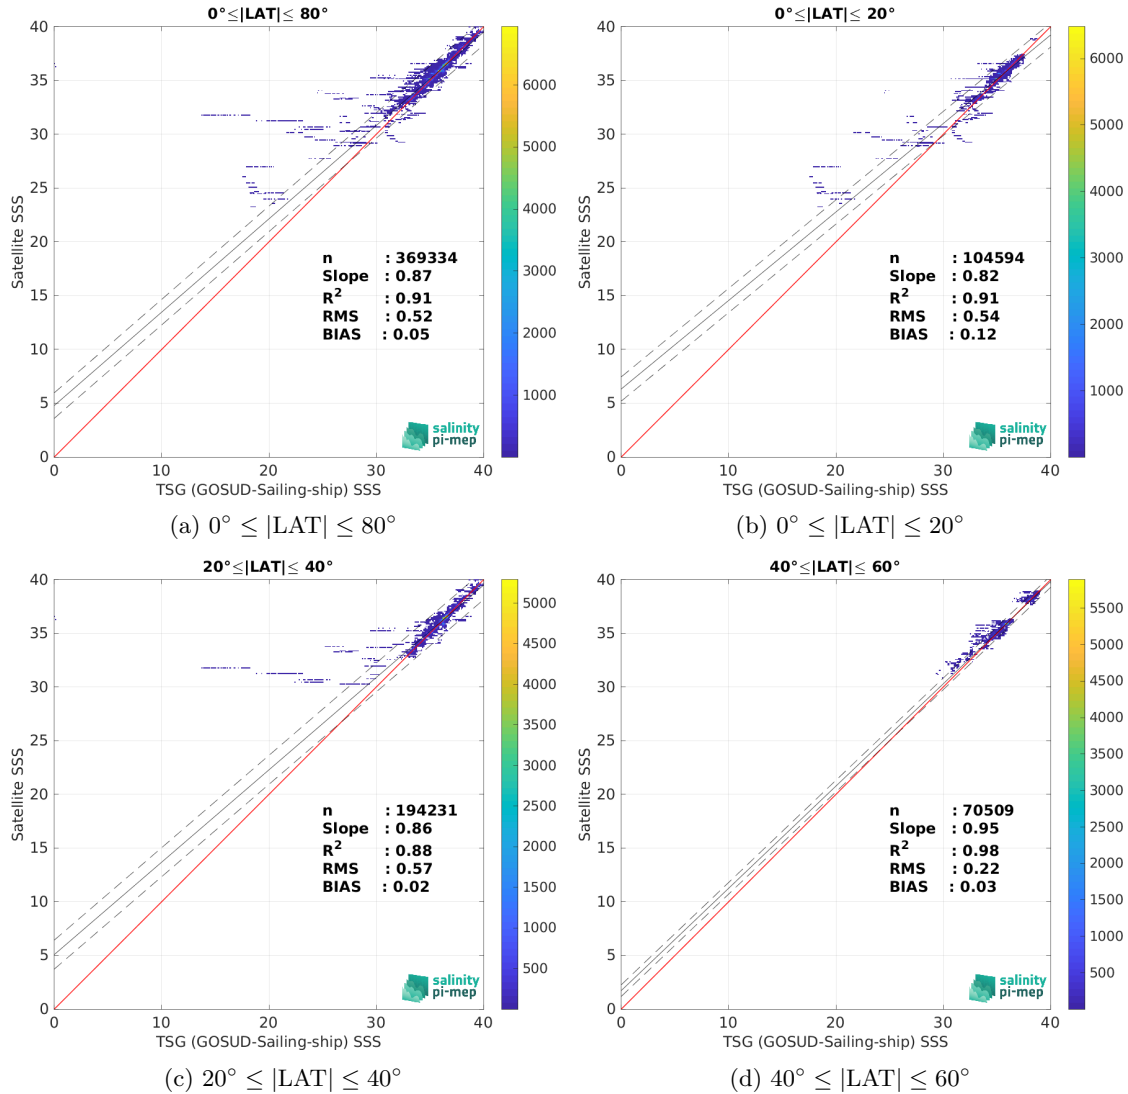 0°≤|LAT|≤ 80°
Satellite SSS
40
35
30
25
20
15
10
5
0
n : 369334
Slope : 0.87
R² : 0.91
RMS : 0.52
BIAS : 0.05
salinity
pi-mep
0 10 20 30 40
TSG (GOSUD-Sailing-ship) SSS
6000
5000
4000
3000
2000
1000
(a) 0° ≤ |LAT| ≤ 80°
0°≤|LAT|≤ 20°
Satellite SSS
40
35
30
25
20
15
10
5
0
n : 104594
Slope : 0.82
R² : 0.91
RMS : 0.54
BIAS : 0.12
salinity
pi-mep
0 10 20 30 40
TSG (GOSUD-Sailing-ship) SSS
6000
5000
4000
3000
2000
1000
(b) 0° ≤ |LAT| ≤ 20°
20°≤|LAT|≤ 40°
Satellite SSS
40
35
30
25
20
15
10
5
0
n : 194231
Slope : 0.86
R² : 0.88
RMS : 0.57
BIAS : 0.02
salinity
pi-mep
0 10 20 30 40
TSG (GOSUD-Sailing-ship) SSS
5000
4500
4000
3500
3000
2500
2000
1500
1000
500
(c) 20° ≤ |LAT| ≤ 40°
40°≤|LAT|≤ 60°
Satellite SSS
40
35
30
25
20
15
10
5
0
n : 70509
Slope : 0.95
R² : 0.98
RMS : 0.22
BIAS : 0.03
salinity
pi-mep
0 10 20 30 40
TSG (GOSUD-Sailing-ship) SSS
5500
5000
4500
4000
3500
3000
2500
2000
1500
1000
500
(d) 40° ≤ |LAT| ≤ 60°